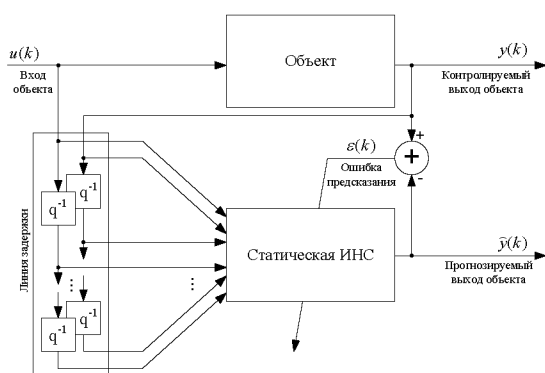 u(k)
Вход
объекта
Объект
y(k)
Контролируемый
выход объекта
+
ε(k)
+
Ошибка
предсказания
-
Линия задержки
q⁻¹
q⁻¹
Статическая ИНС
ỹ(k)
Прогнозируемый
выход объекта
...
...
...
q⁻¹
q⁻¹